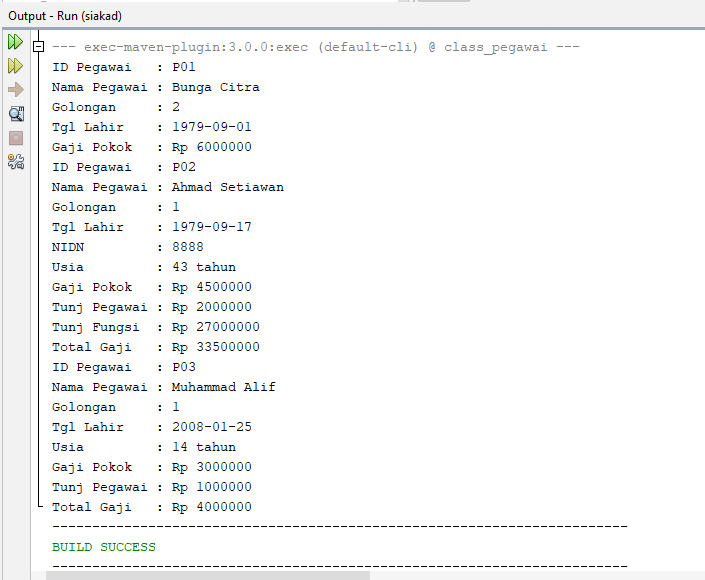 Output - Run (siakad)
--- exec-maven-plugin:3.0.0:exec (default-cli) @ class_pegawai ---
ID Pegawai   : P01
Nama Pegawai : Bunga Citra
Golongan     : 2
Tgl Lahir    : 1979-09-01
Gaji Pokok   : Rp 6000000
ID Pegawai   : P02
Nama Pegawai : Ahmad Setiawan
Golongan     : 1
Tgl Lahir    : 1979-09-17
NIDN         : 8888
Usia         : 43 tahun
Gaji Pokok   : Rp 4500000
Tunj Pegawai : Rp 2000000
Tunj Fungsi  : Rp 27000000
Total Gaji   : Rp 33500000
ID Pegawai   : P03
Nama Pegawai : Muhammad Alif
Golongan     : 1
Tgl Lahir    : 2008-01-25
Usia         : 14 tahun
Gaji Pokok   : Rp 3000000
Tunj Pegawai : Rp 1000000
Total Gaji   : Rp 4000000
------------------------------------------------------------------------
BUILD SUCCESS
------------------------------------------------------------------------